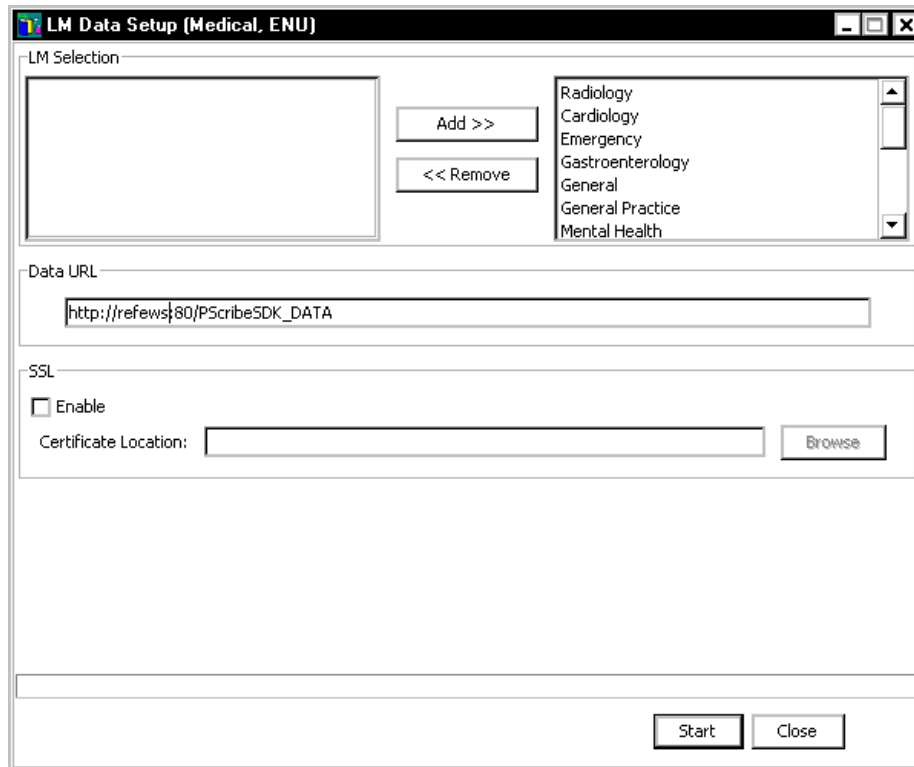 LM Data Setup (Medical, ENU)
LM Selection
Add >>
<< Remove
Radiology
Cardiology
Emergency
Gastroenterology
General
General Practice
Mental Health
Data URL
http://refews:80/PScribeSDK_DATA
SSL
Enable
Certificate Location:
Browse
Start
Close